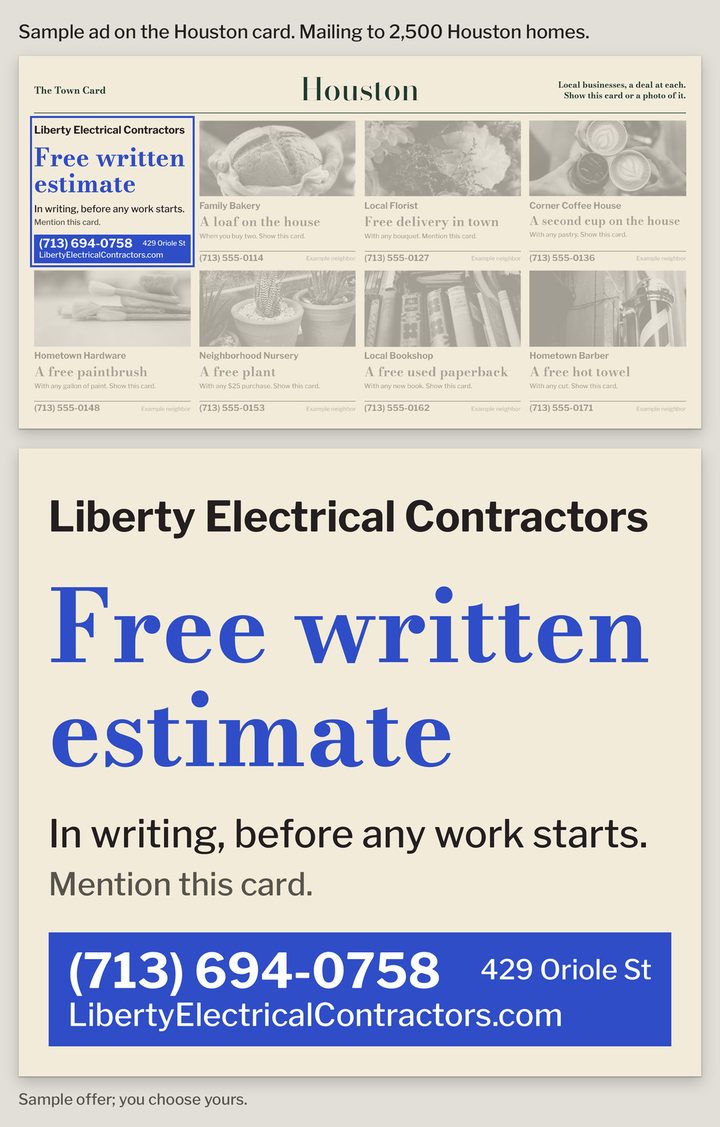 Sample ad on the Houston card. Mailing to 2,500 Houston homes.
The Town Card
Houston
Local businesses, a deal at each.
Show this card or a photo of it.
Liberty Electrical Contractors
Free written
estimate
In writing, before any work starts.
Mention this card.
(713) 694-0758 429 Oriole St
LibertyElectricalContractors.com
Family Bakery
A loaf on the house
When you buy two. Show this card.
(713) 555-0114 Example neighbor
Local Florist
Free delivery in town
With any bouquet. Mention this card.
(713) 555-0127 Example neighbor
Corner Coffee House
A second cup on the house
With any pastry. Show this card.
(713) 555-0136 Example neighbor
Hometown Hardware
A free paintbrush
With any gallon of paint. Show this card.
(713) 555-0148 Example neighbor
Neighborhood Nursery
A free plant
With any $25 purchase. Show this card.
(713) 555-0153 Example neighbor
Local Bookshop
A free used paperback
With any new book. Show this card.
(713) 555-0162 Example neighbor
Hometown Barber
A free hot towel
With any cut. Show this card.
(713) 555-0171 Example neighbor
Liberty Electrical Contractors
Free written
estimate
In writing, before any work starts.
Mention this card.
(713) 694-0758 429 Oriole St
LibertyElectricalContractors.com
Sample offer; you choose yours.